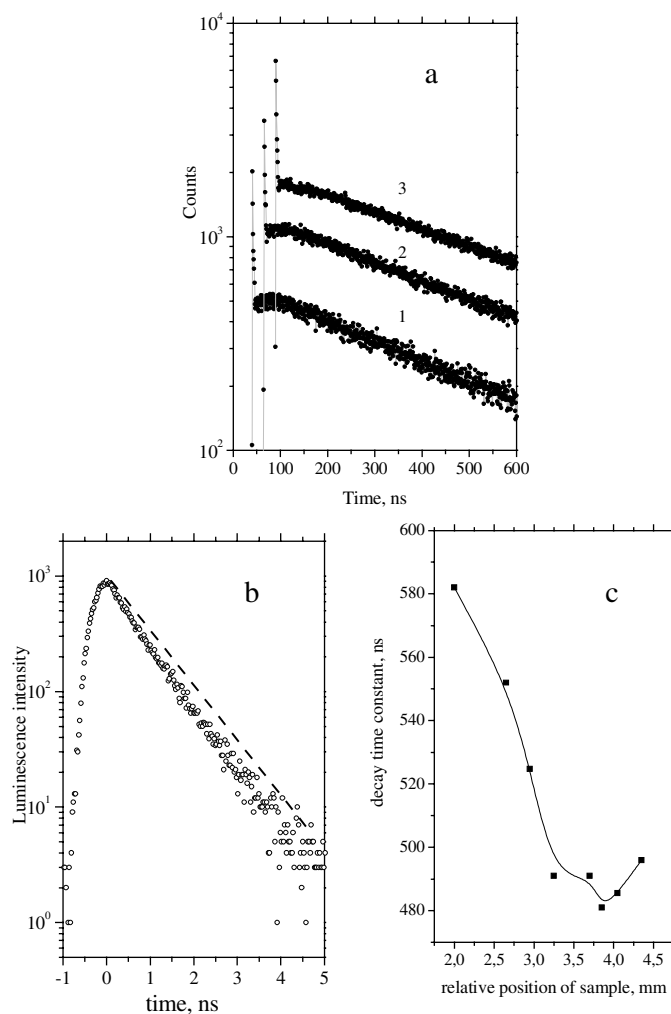 10^4
a
3
Counts
10^3
2
1
10^2
0 100 200 300 400 500 600
Time, ns
10^3
b
Luminescence intensity
10^2
10^1
10^0
-1 0 1 2 3 4 5
time, ns
600
c
580
decay time constant, ns
560
540
520
500
480
2,0 2,5 3,0 3,5 4,0 4,5
relative position of sample, mm